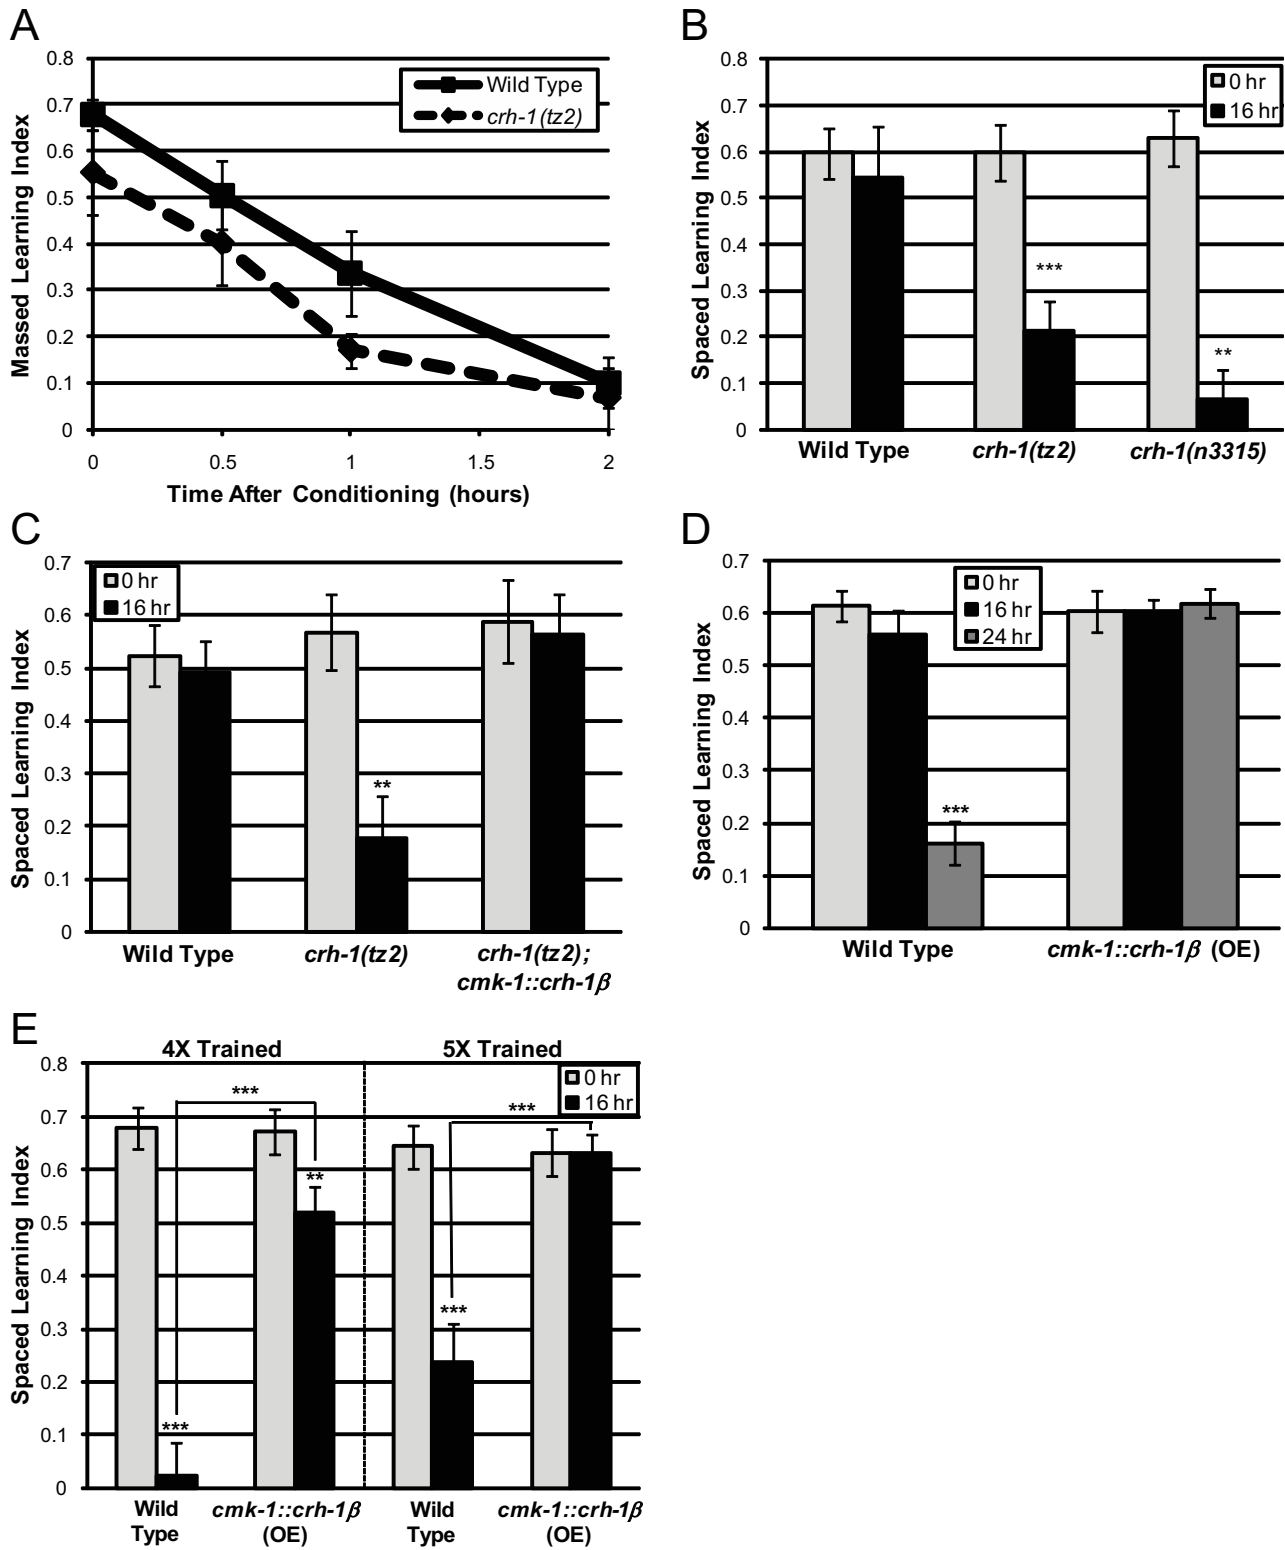 A
Massed Learning Index
0.8
0.7
0.6
0.5
0.4
0.3
0.2
0.1
0
Wild Type
crh-1(tz2)
0 0.5 1 1.5 2
Time After Conditioning (hours)
B
Spaced Learning Index
0.8
0.7
0.6
0.5
0.4
0.3
0.2
0.1
0
0 hr
16 hr
***
**
Wild Type crh-1(tz2) crh-1(n3315)
C
Spaced Learning Index
0.7
0.6
0.5
0.4
0.3
0.2
0.1
0
0 hr
16 hr
**
Wild Type crh-1(tz2) crh-1(tz2);
cmk-1::crh-1β
D
Spaced Learning Index
0.7
0.6
0.5
0.4
0.3
0.2
0.1
0
0 hr
16 hr
24 hr
***
Wild Type cmk-1::crh-1β (OE)
E
4X Trained 5X Trained
Spaced Learning Index
0.8
0.7
0.6
0.5
0.4
0.3
0.2
0.1
0
0 hr
16 hr
***
***
**
***
***
Wild Type
cmk-1::crh-1β
(OE)
Wild Type
cmk-1::crh-1β
(OE)